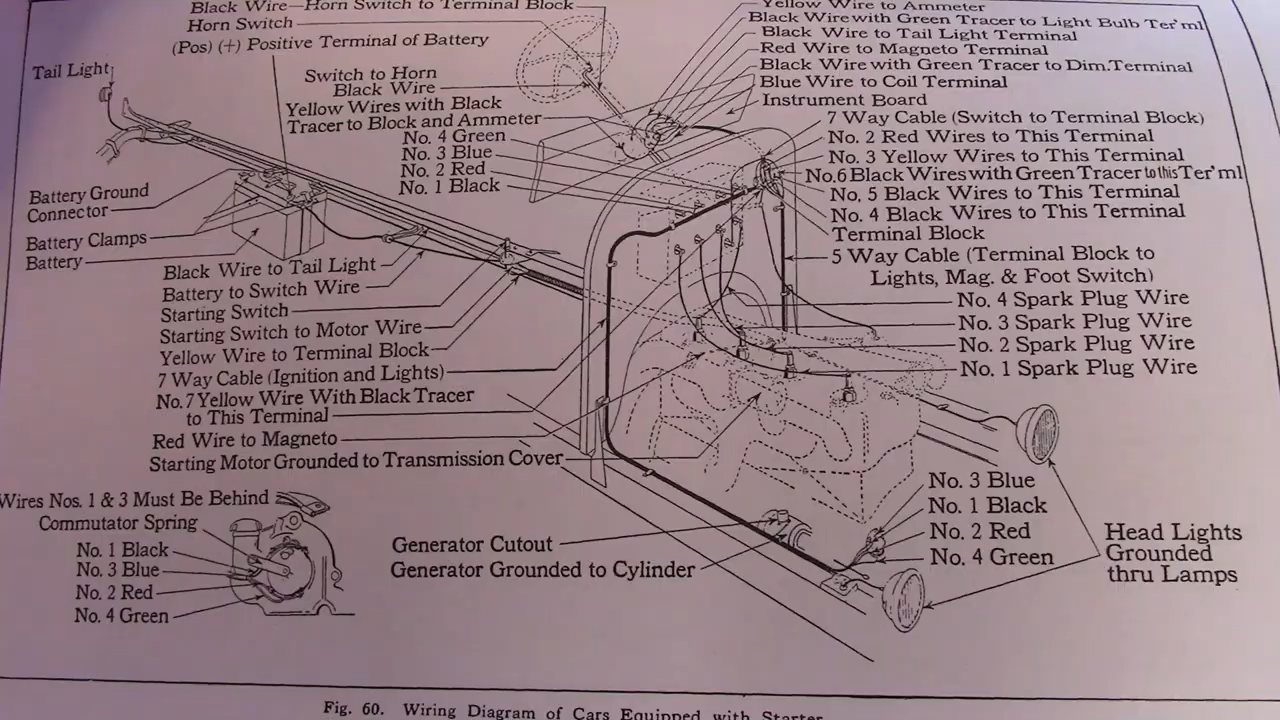 Black Wire—Horn Switch to Terminal Block
Horn Switch
(Pos) (+) Positive Terminal of Battery
Tail Light
Switch to Horn
Black Wire
Yellow Wires with Black
Tracer to Block and Ammeter
No. 4 Green
No. 3 Blue
No. 2 Red
No. 1 Black
Yellow Wire to Ammeter
Black Wire with Green Tracer to Light Bulb Ter'ml
Black Wire to Tail Light Terminal
Red Wire to Magneto Terminal
Black Wire with Green Tracer to Dim. Terminal
Blue Wire to Coil Terminal
Instrument Board
7 Way Cable (Switch to Terminal Block)
No. 2 Red Wires to This Terminal
No. 3 Yellow Wires to This Terminal
No. 6 Black Wires with Green Tracer to this Ter'ml
No. 5 Black Wires to This Terminal
No. 4 Black Wires to This Terminal
Terminal Block
5 Way Cable (Terminal Block to
Lights, Mag. & Foot Switch)
No. 4 Spark Plug Wire
No. 3 Spark Plug Wire
No. 2 Spark Plug Wire
No. 1 Spark Plug Wire
Battery Ground
Connector
Battery Clamps
Battery
Black Wire to Tail Light
Battery to Switch Wire
Starting Switch
Starting Switch to Motor Wire
Yellow Wire to Terminal Block
7 Way Cable (Ignition and Lights)
No. 7 Yellow Wire With Black Tracer
to This Terminal
Red Wire to Magneto
Starting Motor Grounded to Transmission Cover
Wires Nos. 1 & 3 Must Be Behind
Commutator Spring
No. 1 Black
No. 3 Blue
No. 2 Red
No. 4 Green
Generator Cutout
Generator Grounded to Cylinder
No. 3 Blue
No. 1 Black
No. 2 Red
No. 4 Green
Head Lights
Grounded
thru Lamps
Fig. 60. Wiring Diagram of Cars Equipped with Starter